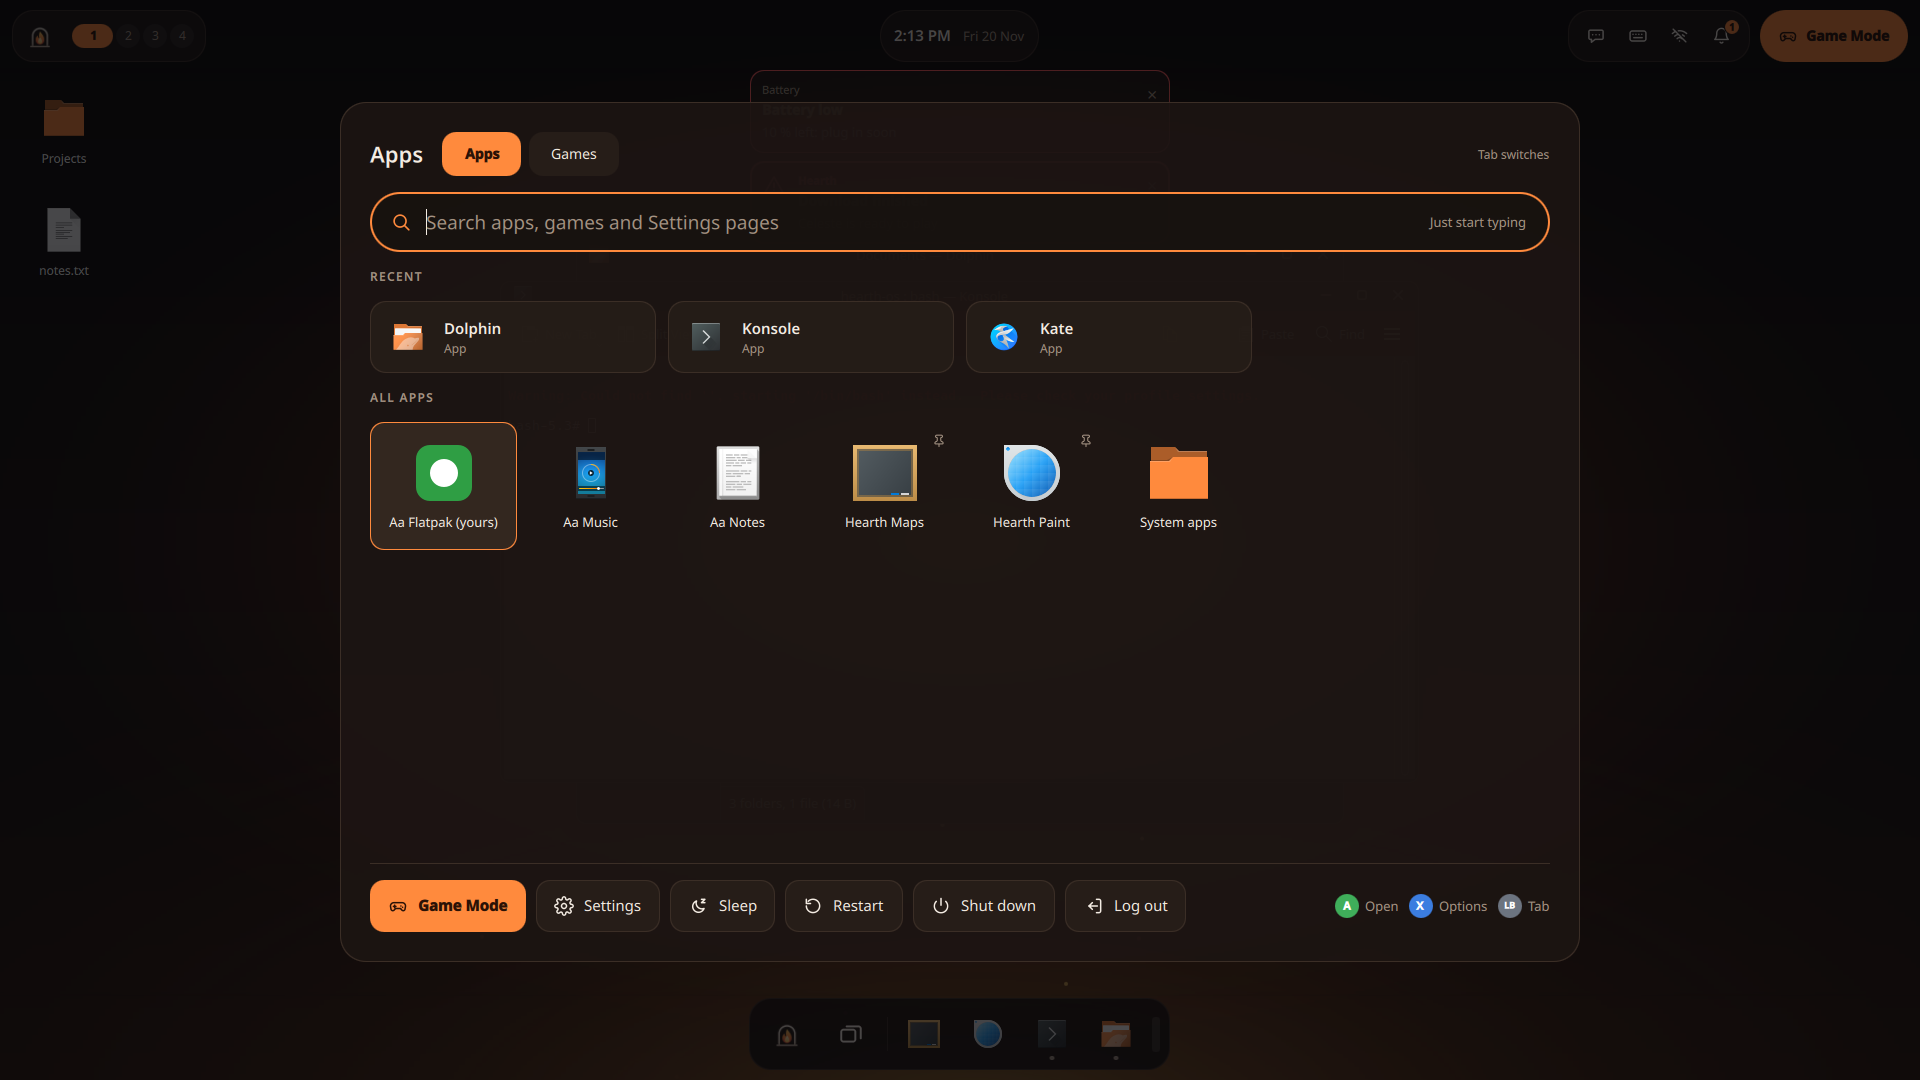 1 2 3 4
2:13 PM Fri 20 Nov
1
Game Mode
Projects
notes.txt
Battery
Battery low
Apps
Apps
Games
Tab switches
Search apps, games and Settings pages
Just start typing
RECENT
Dolphin
App
Konsole
App
Kate
App
ALL APPS
Aa Flatpak (yours)
Aa Music
Aa Notes
Hearth Maps
Hearth Paint
System apps
Game Mode
Settings
Sleep
Restart
Shut down
Log out
A Open
X Options
LB Tab